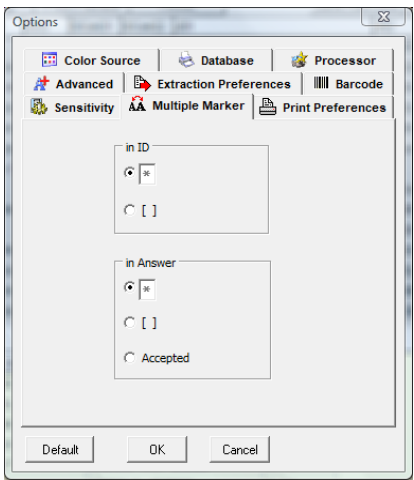 Options
Color Source Database Processor
Advanced Extraction Preferences Barcode
Sensitivity Multiple Marker Print Preferences
in ID
*
[ ]
in Answer
*
[ ]
Accepted
Default OK Cancel